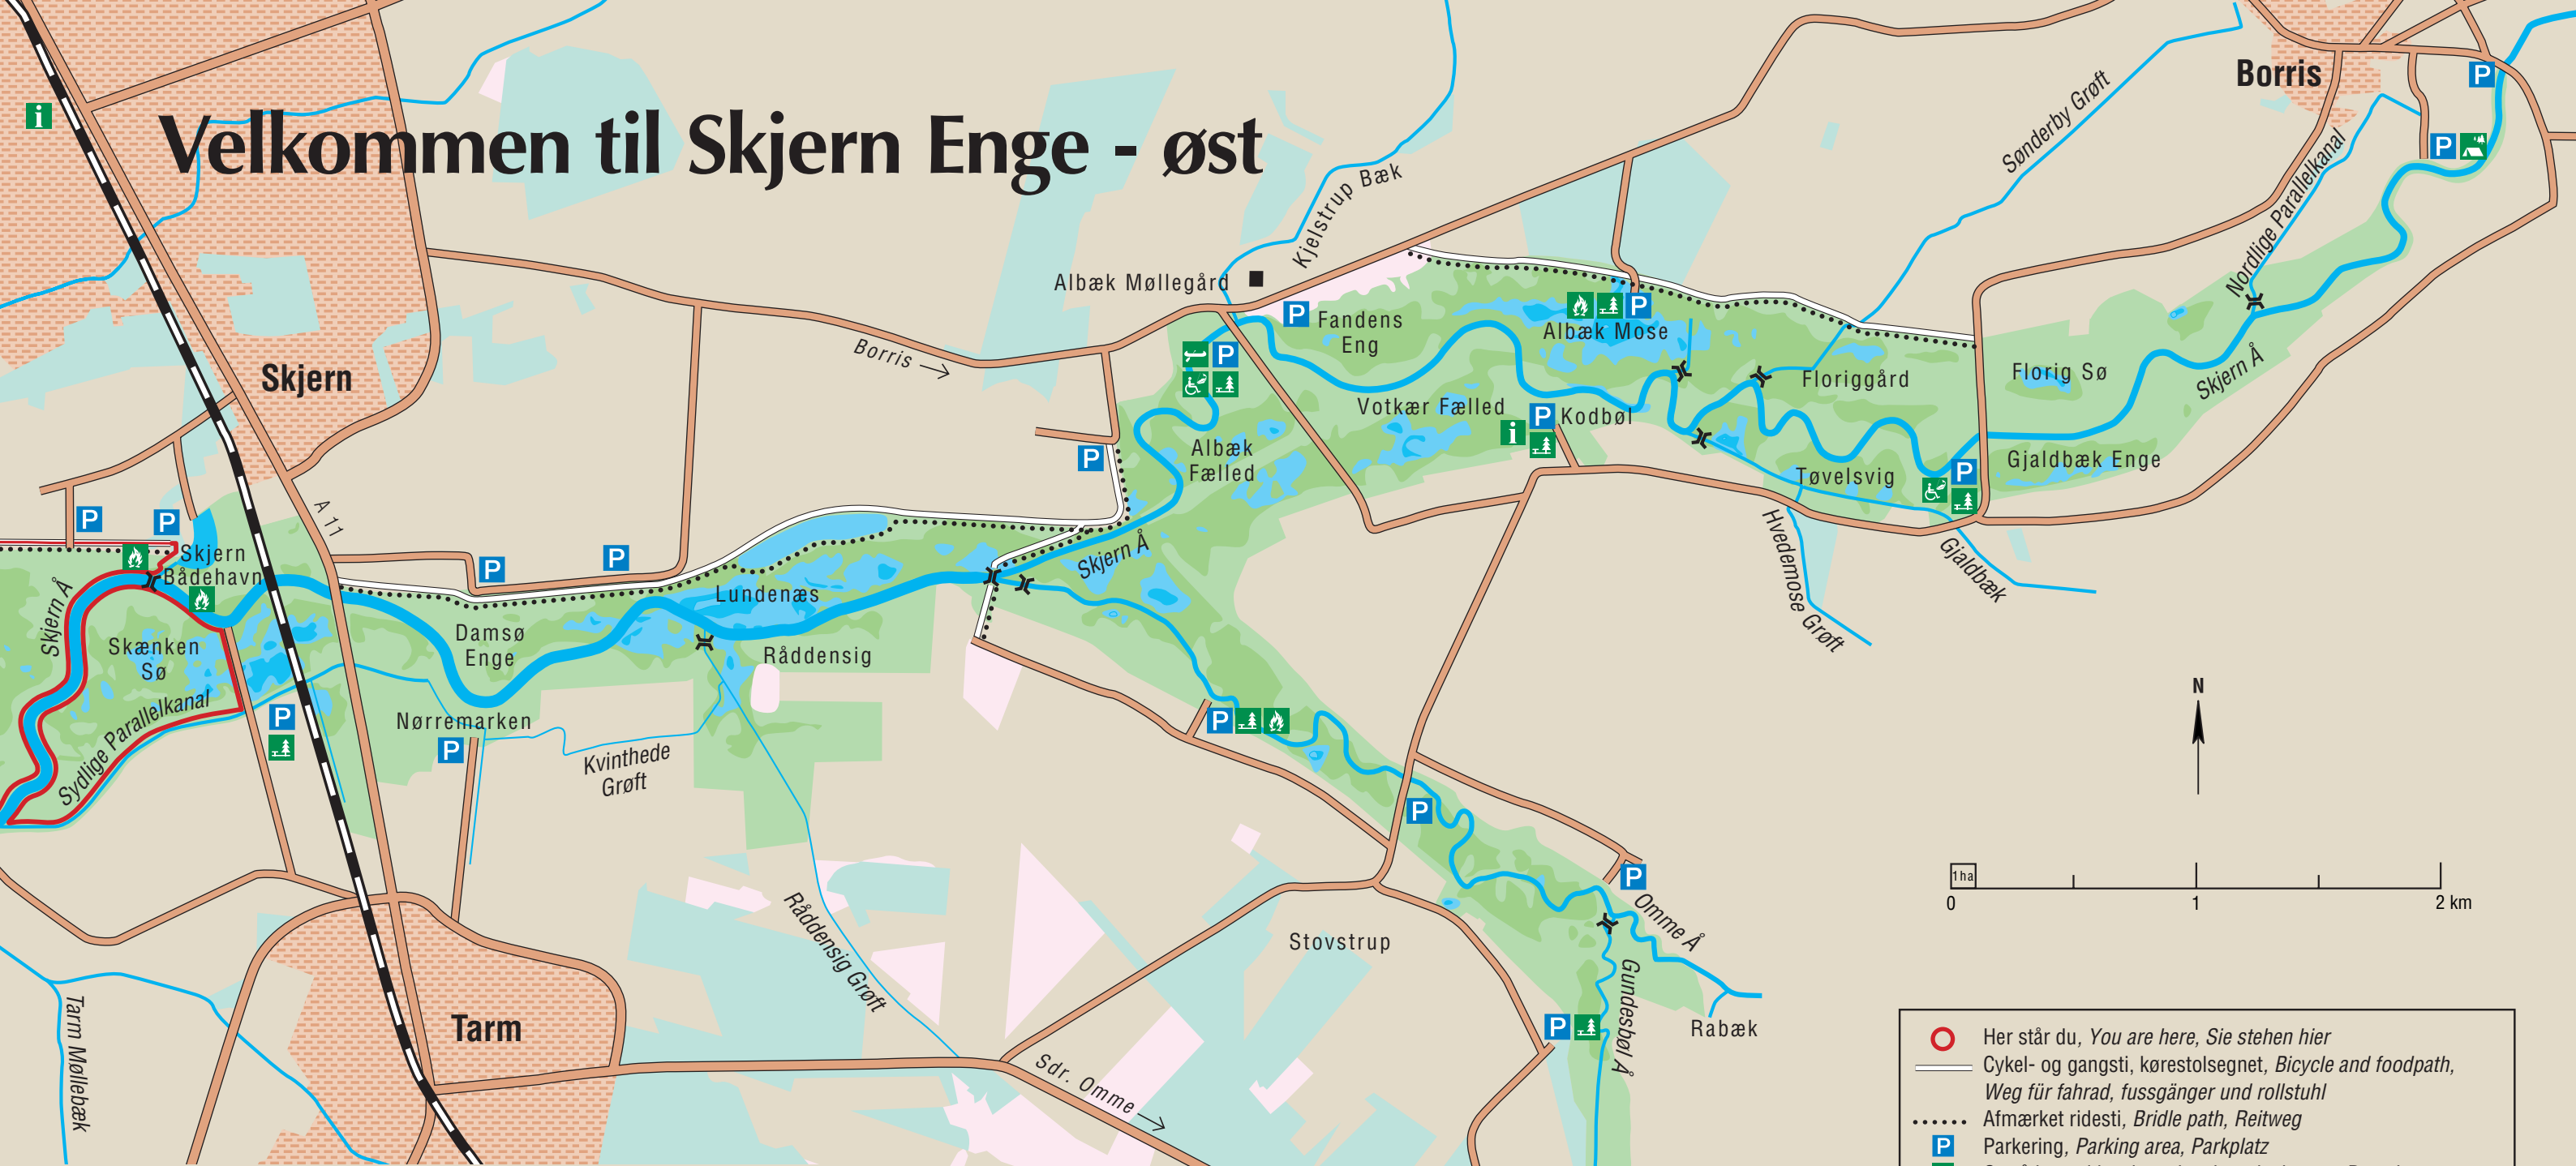 Velkommen til Skjern Enge - øst
Borris
Sønderby Grøft
Nordlige Parallelkanal
Kjelstrup Bæk
Albæk Møllegård
Fandens
Eng
Albæk Mose
Skjern
Borris
Floriggård
Florig Sø
Skjern Å
Votkær Fælled
Kodbøl
Albæk
Fælled
Gjaldbæk Enge
Tøvelsvig
A 11
Skjern
Bådehavn
Skjern Å
Skjern Å
Hvedemose Grøft
Gjaldbæk
Lundenæs
Damsø
Enge
Skænken
Sø
Råddensig
Sydlige Parallelkanal
Nørremarken
Kvinthede
Grøft
N
1ha
0
1
2 km
Råddensig Grøft
Stovstrup
Omme Å
Gundesbøl Å
Rabæk
Tarm
Tarm Møllebæk
Sdr. Omme
Her står du, You are here, Sie stehen hier
Cykel- og gangsti, kørestolsegnet, Bicycle and foodpath,
Weg für fahrad, fussgänger und rollstuhl
Afmærket ridesti, Bridle path, Reitweg
P Parkering, Parking area, Parkplatz